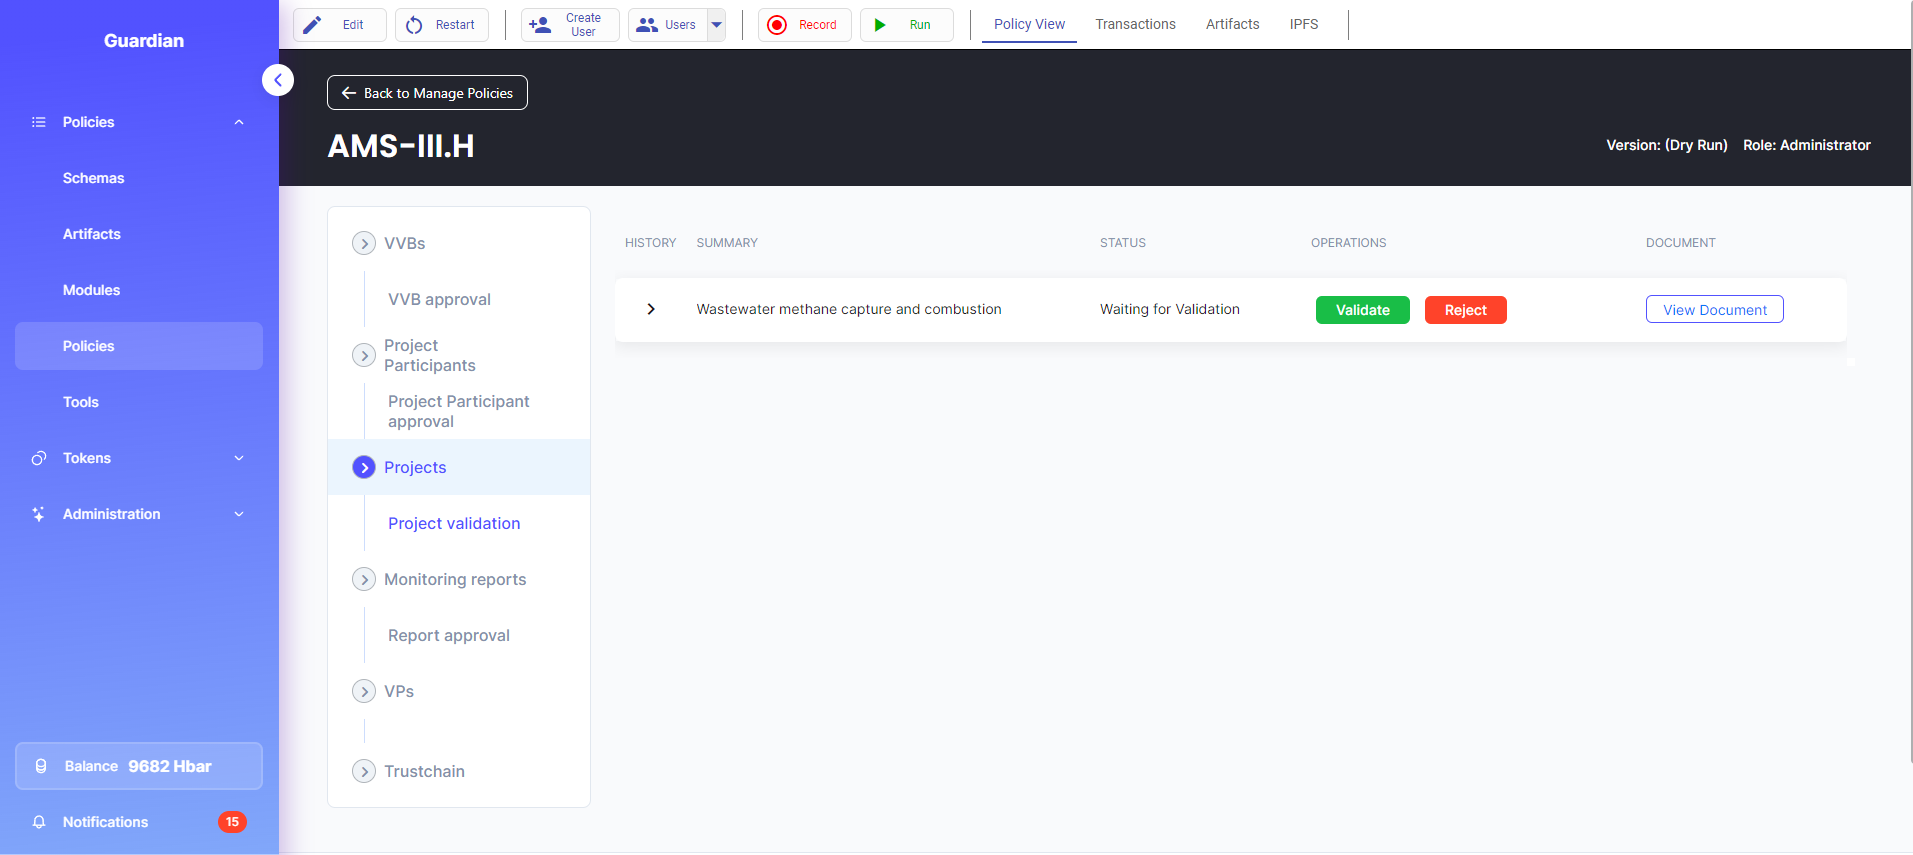 Guardian
Policies
Schemas
Artifacts
Modules
Policies
Tools
Tokens
Administration
Balance 9682 Hbar
Notifications 15
Edit
Restart
Create
User
Users
Record
Run
Policy View
Transactions
Artifacts
IPFS
Back to Manage Policies
AMS-III.H
Version: (Dry Run) Role: Administrator
VVBs
VVB approval
Project
Participants
Project Participant
approval
Projects
Project validation
Monitoring reports
Report approval
VPs
Trustchain
HISTORY SUMMARY STATUS OPERATIONS DOCUMENT
Wastewater methane capture and combustion Waiting for Validation Validate Reject View Document